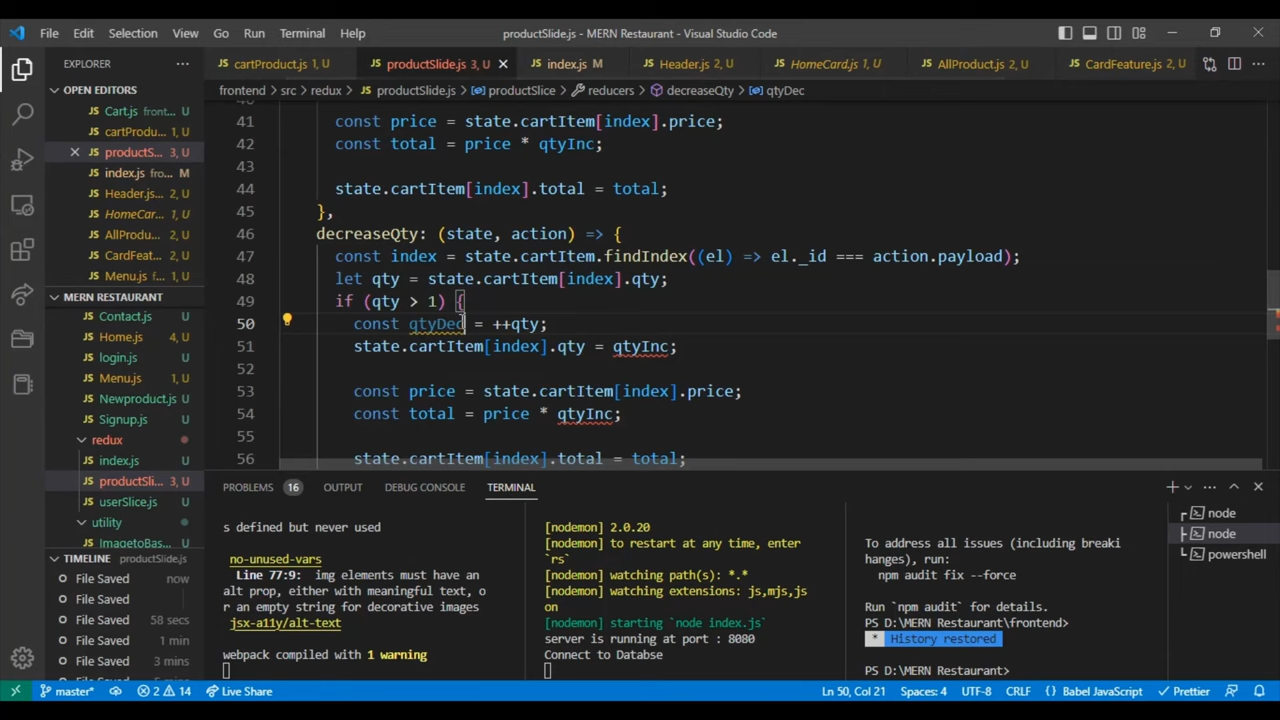 File Edit Selection View Go Run Terminal Help productSlide.js - MERN Restaurant - Visual Studio Code
EXPLORER
OPEN EDITORS
JS Cart.js front...
JS cartProdu... 1, U
JS productS... 3, U
JS index.js fro... M
JS Header.js... 2, U
JS HomeCar... 1, U
JS AllProdu... 2, U
JS CardFeat... 2, U
JS Menu.js f... 1, U
MERN RESTAURANT
JS Contact.js U
JS Home.js 4, U
JS login.js U
JS Menu.js 1, U
JS Newproduct.js U
JS Signup.js U
redux
JS index.js U
JS productSli... 3, U
JS userSlice.js U
utility
JS ImagetoBas...
TIMELINE productSlide.js
File Saved now
File Saved
File Saved 58 secs
File Saved 1 min
File Saved 3 mins
JS cartProduct.js 1, U JS productSlide.js 3, U JS index.js M JS Header.js 2, U JS HomeCard.js 1, U JS AllProduct.js 2, U JS CardFeature.js 2, U
frontend > src > redux > JS productSlide.js > productSlice > reducers > decreaseQty > qtyDec
41 const price = state.cartItem[index].price;
42 const total = price * qtyInc;
43
44 state.cartItem[index].total = total;
45 },
46 decreaseQty: (state, action) => {
47 const index = state.cartItem.findIndex((el) => el._id === action.payload);
48 let qty = state.cartItem[index].qty;
49 if (qty > 1) {
50 const qtyDec = ++qty;
51 state.cartItem[index].qty = qtyInc;
52
53 const price = state.cartItem[index].price;
54 const total = price * qtyInc;
55
56 state.cartItem[index].total = total;
PROBLEMS 16 OUTPUT DEBUG CONSOLE TERMINAL
s defined but never used
no-unused-vars
Line 77:9: img elements must have an
alt prop, either with meaningful text, o
r an empty string for decorative images
jsx-a11y/alt-text
webpack compiled with 1 warning
[nodemon] 2.0.20
[nodemon] to restart at any time, enter
`rs`
[nodemon] watching path(s): *.*
[nodemon] watching extensions: js,mjs,js
on
[nodemon] starting `node index.js`
server is running at port : 8080
Connect to Databse
To address all issues (including breaki
hanges), run:
npm audit fix --force
Run `npm audit` for details.
PS D:\MERN Restaurant\frontend>
* History restored
PS D:\MERN Restaurant>
node
node
powershell
master* 2 14 Live Share Ln 50, Col 21 Spaces: 4 UTF-8 CRLF {} Babel JavaScript Prettier